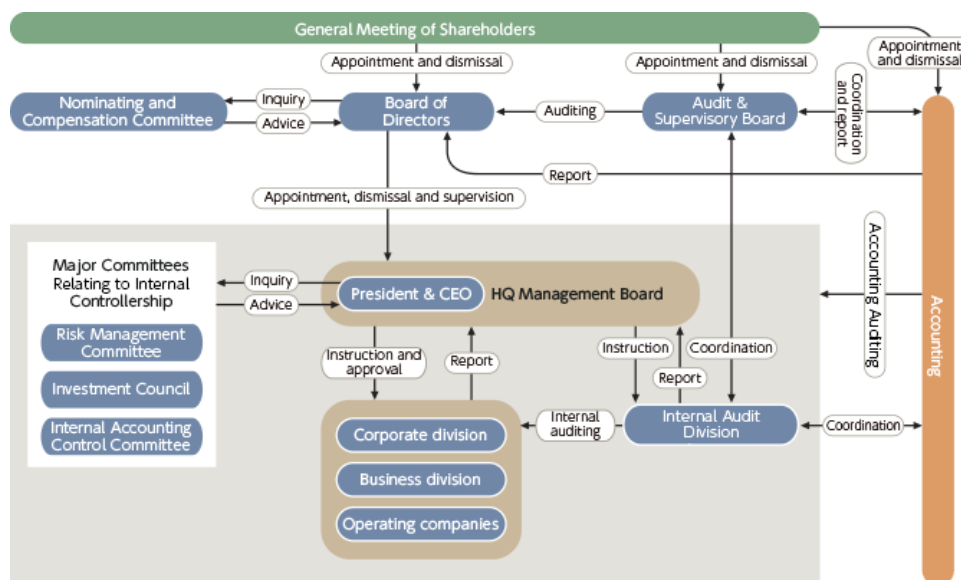 General Meeting of Shareholders
Appointment and dismissal
Appointment and dismissal
Appointment
and dismissal
Nominating and
Compensation Committee
Inquiry
Advice
Board of
Directors
Auditing
Audit &
Supervisory Board
Coordination
and report
Report
Appointment, dismissal and supervision
Major Committees
Relating to Internal
Controllership
Risk Management
Committee
Investment Council
Internal Accounting
Control Committee
Inquiry
Advice
President & CEO
HQ Management Board
Instruction and
approval
Report
Instruction
Report
Coordination
Accounting Auditing
Accounting
Corporate division
Business division
Operating companies
Internal
auditing
Internal Audit
Division
Coordination